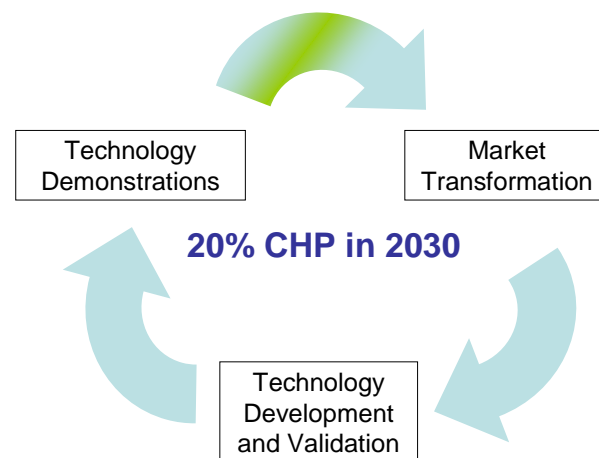 Technology
Demonstrations
Market
Transformation
20% CHP in 2030
Technology
Development
and Validation